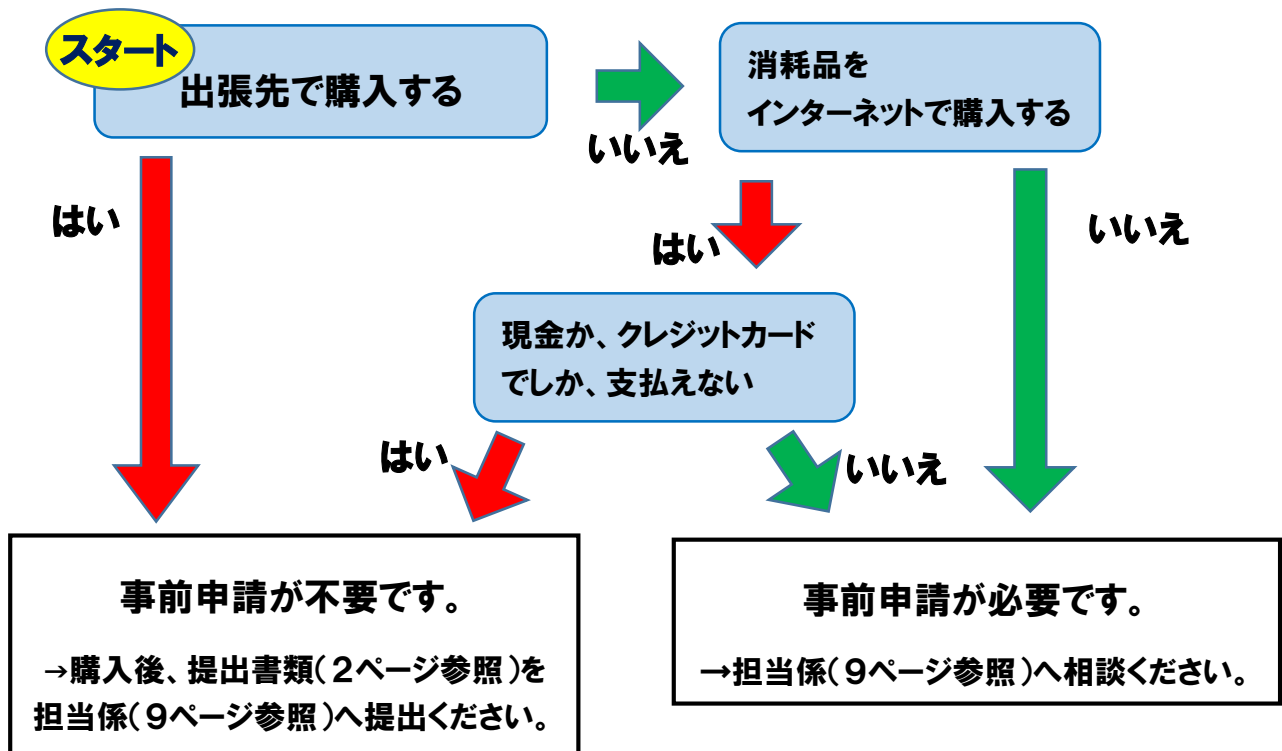 スタート
出張先で購入する
いいえ
消耗品を
インターネットで購入する
はい
はい
いいえ
現金か、クレジットカード
でしか、支払えない
はい
いいえ
事前申請が不要です。
→購入後、提出書類(2ページ参照)を
担当係(9ページ参照)へ提出ください。
事前申請が必要です。
→担当係(9ページ参照)へ相談ください。